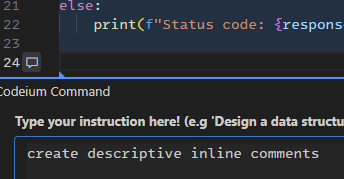 21 else:
22 print(f"Status code: {respons
23
24
Codeium Command
Type your instruction here! (e.g 'Design a data structu
create descriptive inline comments